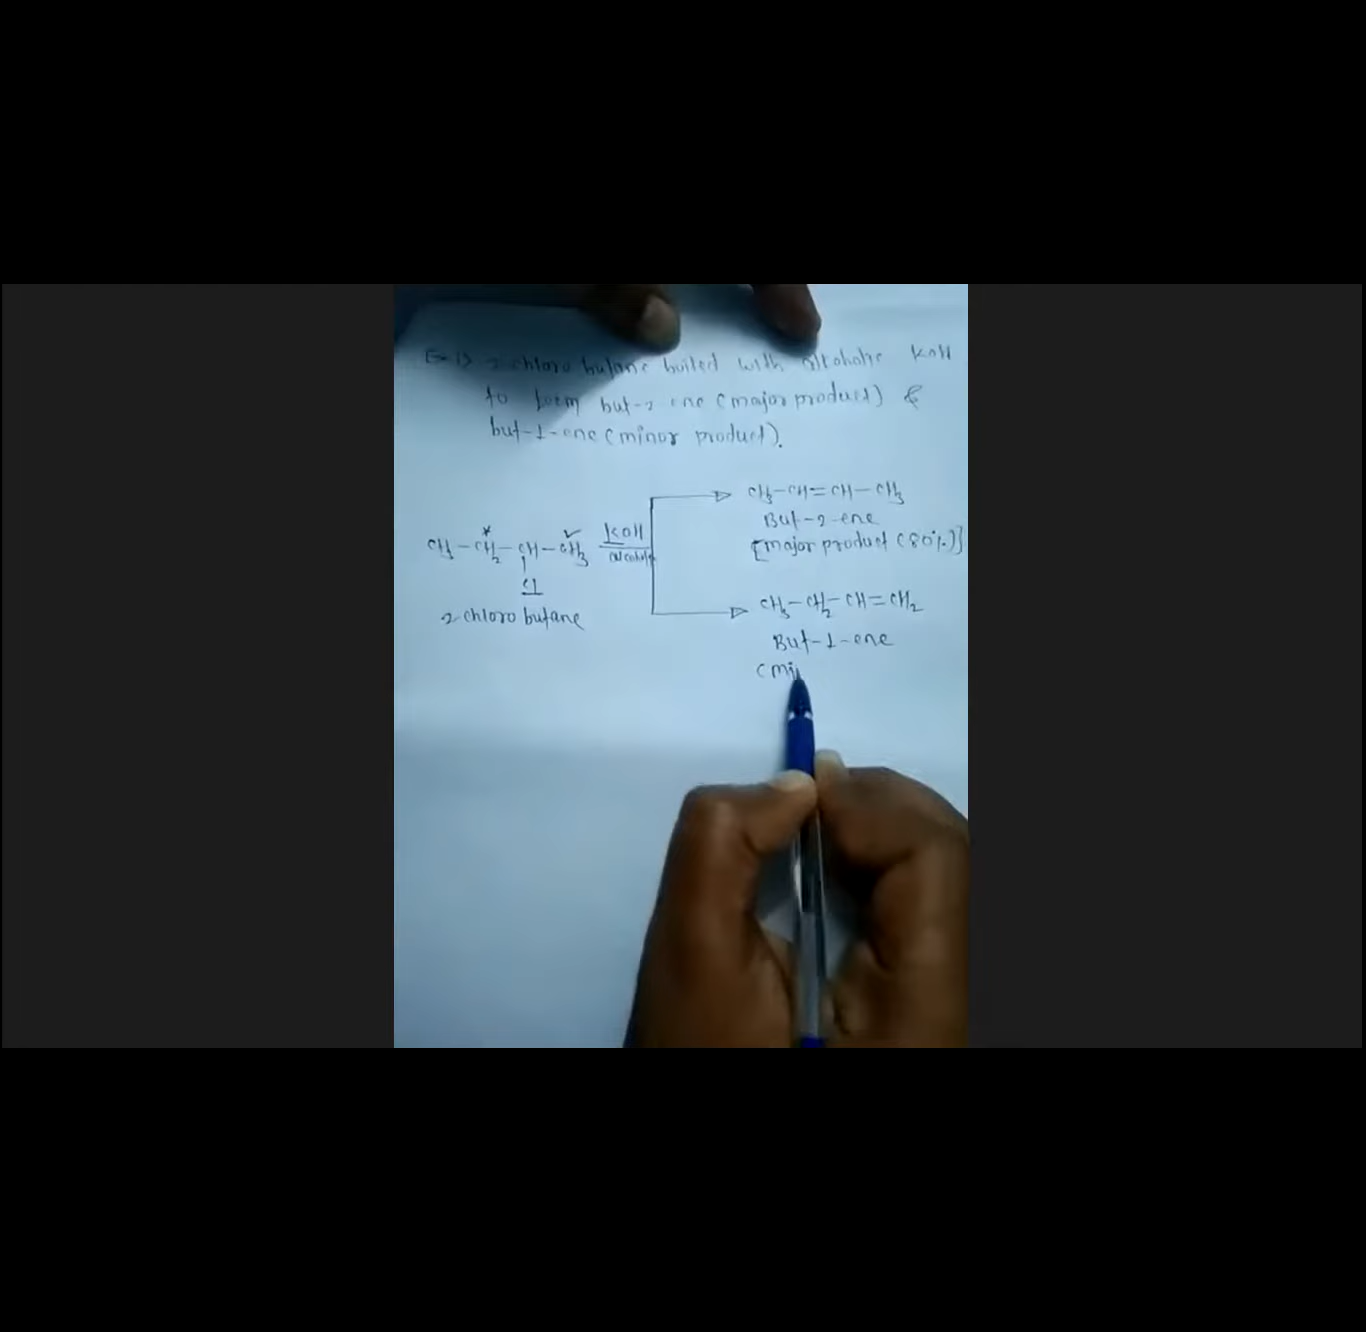 Ex-1) 2-chloro butane boiled with alkoholic KOH
to form but-2 ene (major product) &
but-1-ene (minor product).
CH3-CH=CH-CH3
But-2-ene
[major product (80%)]
CH3-CH2-CH-CH3 KOH
* ✓
alcoholic
Cl
2-chloro butane
CH3-CH2-CH=CH2
But-1-ene
(mi